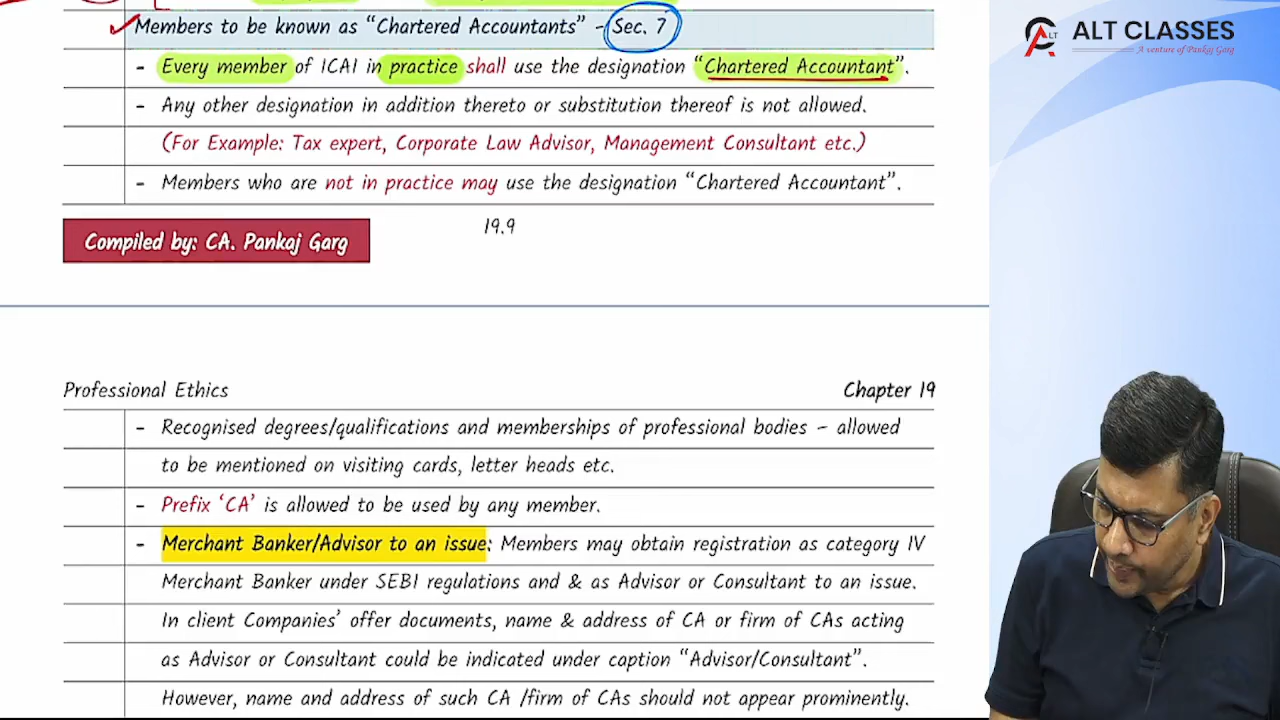 Members to be known as “Chartered Accountants” - Sec. 7
- Every member of ICAI in practice shall use the designation “Chartered Accountant”.
- Any other designation in addition thereto or substitution thereof is not allowed.
(For Example: Tax expert, Corporate Law Advisor, Management Consultant etc.)
- Members who are not in practice may use the designation “Chartered Accountant”.
19.9
Compiled by: CA. Pankaj Garg
Professional Ethics
Chapter 19
- Recognised degrees/qualifications and memberships of professional bodies – allowed
to be mentioned on visiting cards, letter heads etc.
- Prefix ‘CA’ is allowed to be used by any member.
- Merchant Banker/Advisor to an issue: Members may obtain registration as category IV
Merchant Banker under SEBI regulations and & as Advisor or Consultant to an issue.
In client Companies’ offer documents, name & address of CA or firm of CAs acting
as Advisor or Consultant could be indicated under caption “Advisor/Consultant”.
However, name and address of such CA /firm of CAs should not appear prominently.
ALT
ALT CLASSES
A venture of Pankaj Garg